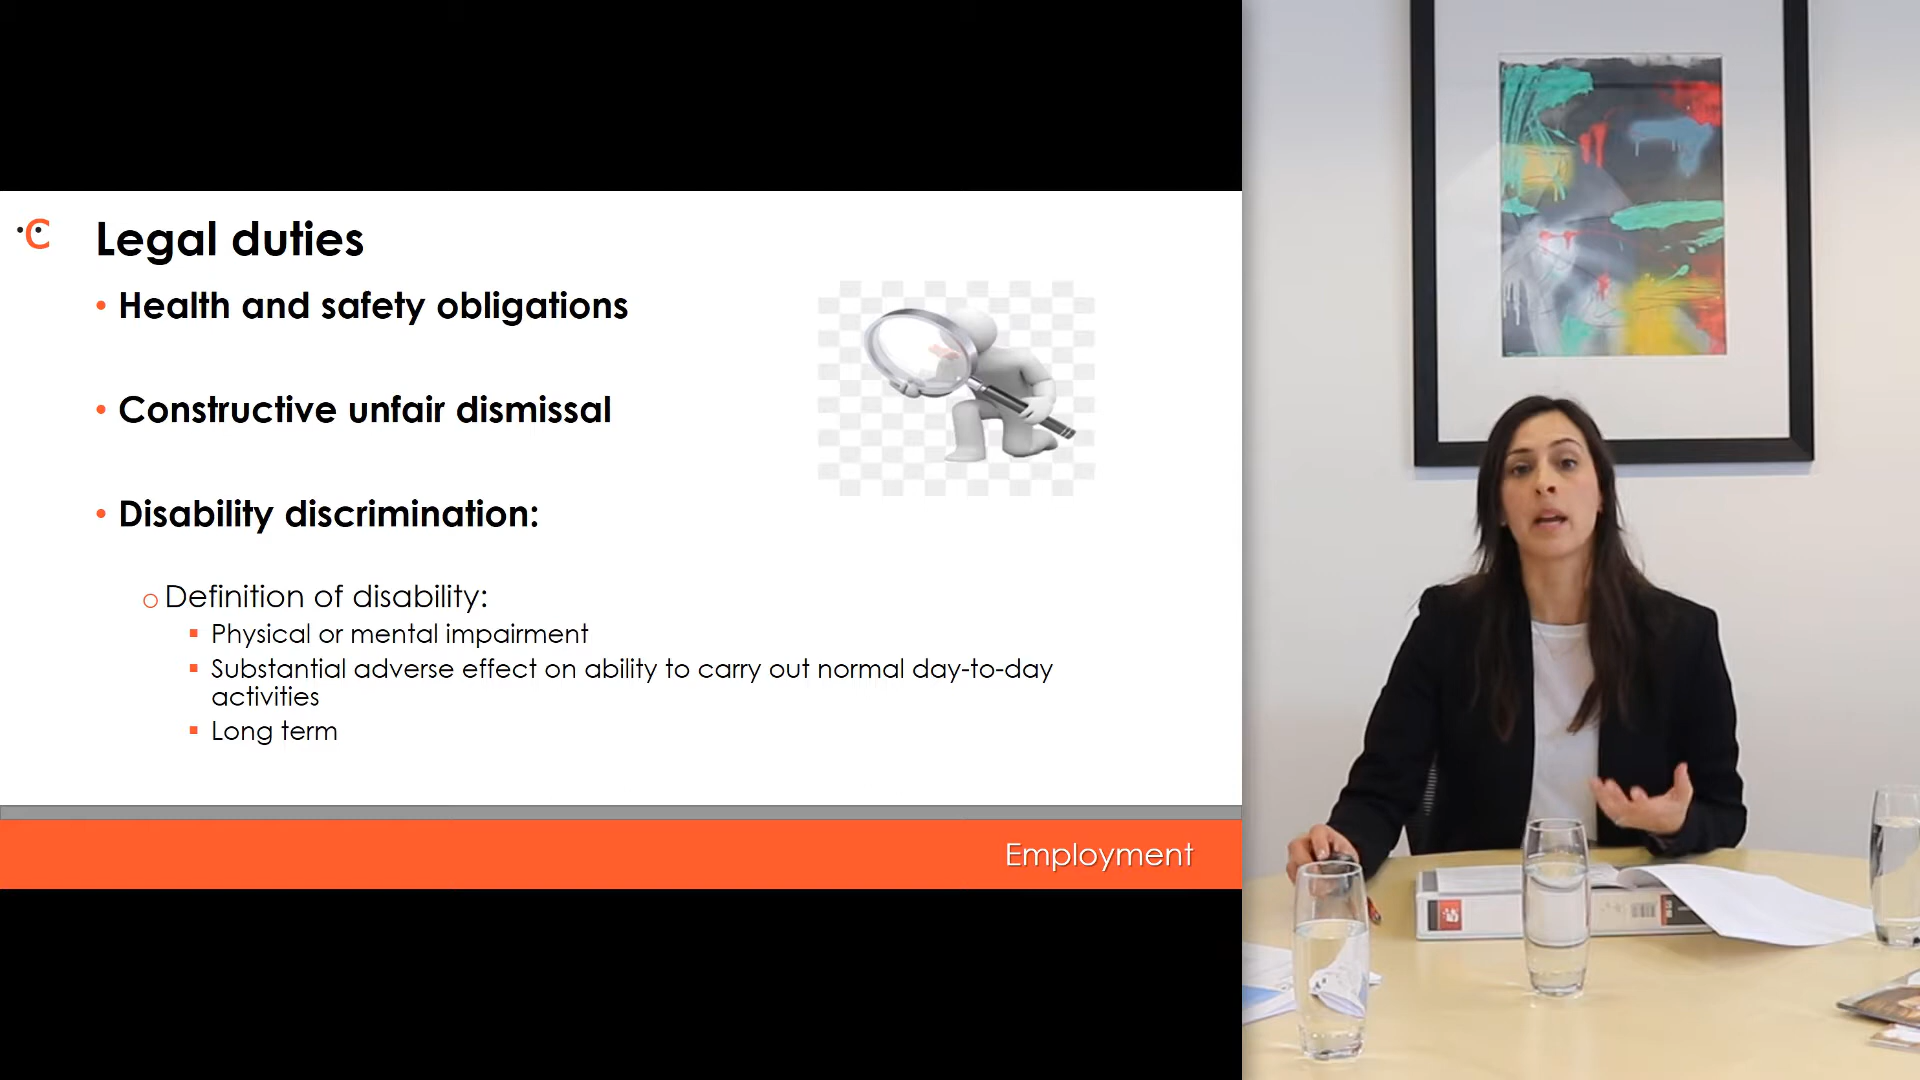 C
Legal duties
• Health and safety obligations
• Constructive unfair dismissal
• Disability discrimination:
o Definition of disability:
▪ Physical or mental impairment
▪ Substantial adverse effect on ability to carry out normal day-to-day
activities
▪ Long term
Employment